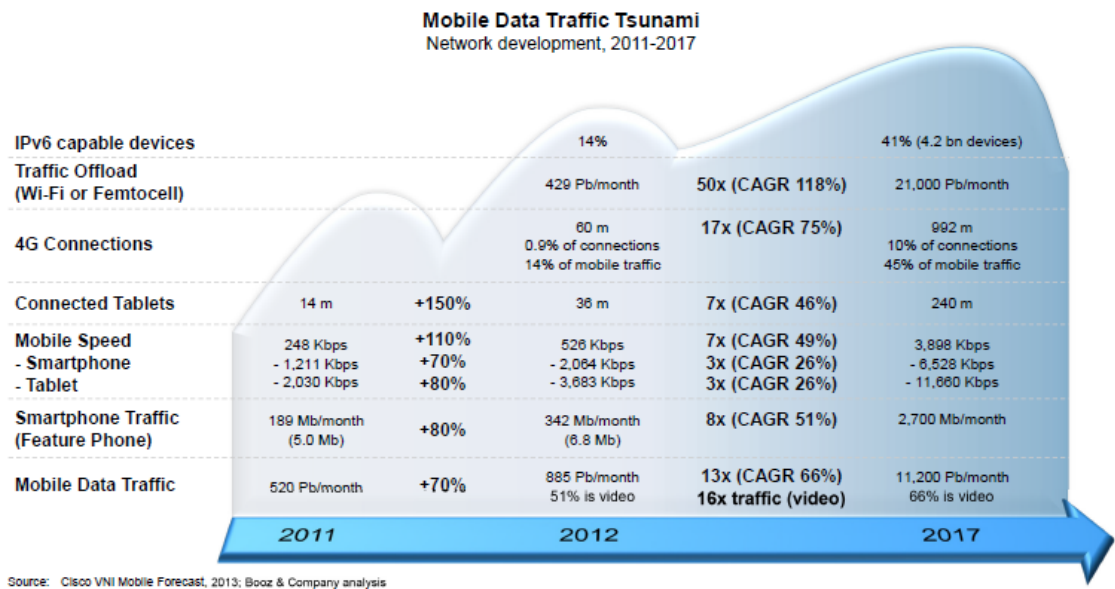 Mobile Data Traffic Tsunami
Network development, 2011-2017
IPv6 capable devices 14% 41% (4.2 bn devices)
Traffic Offload
(Wi-Fi or Femtocell) 429 Pb/month 50x (CAGR 118%) 21,000 Pb/month
4G Connections 60 m 17x (CAGR 75%) 992 m
0.9% of connections 10% of connections
14% of mobile traffic 45% of mobile traffic
Connected Tablets 14 m +150% 36 m 7x (CAGR 46%) 240 m
Mobile Speed 248 Kbps +110% 526 Kbps 7x (CAGR 49%) 3,898 Kbps
- Smartphone - 1,211 Kbps +70% - 2,064 Kbps 3x (CAGR 26%) - 6,528 Kbps
- Tablet - 2,030 Kbps +80% - 3,683 Kbps 3x (CAGR 26%) - 11,660 Kbps
Smartphone Traffic 189 Mb/month +80% 342 Mb/month 8x (CAGR 51%) 2,700 Mb/month
(Feature Phone) (5.0 Mb) (6.8 Mb)
Mobile Data Traffic 520 Pb/month +70% 885 Pb/month 13x (CAGR 66%) 11,200 Pb/month
51% is video 16x traffic (video) 66% is video
2011 2012 2017
Source: Cisco VNI Mobile Forecast, 2013; Booz & Company analysis